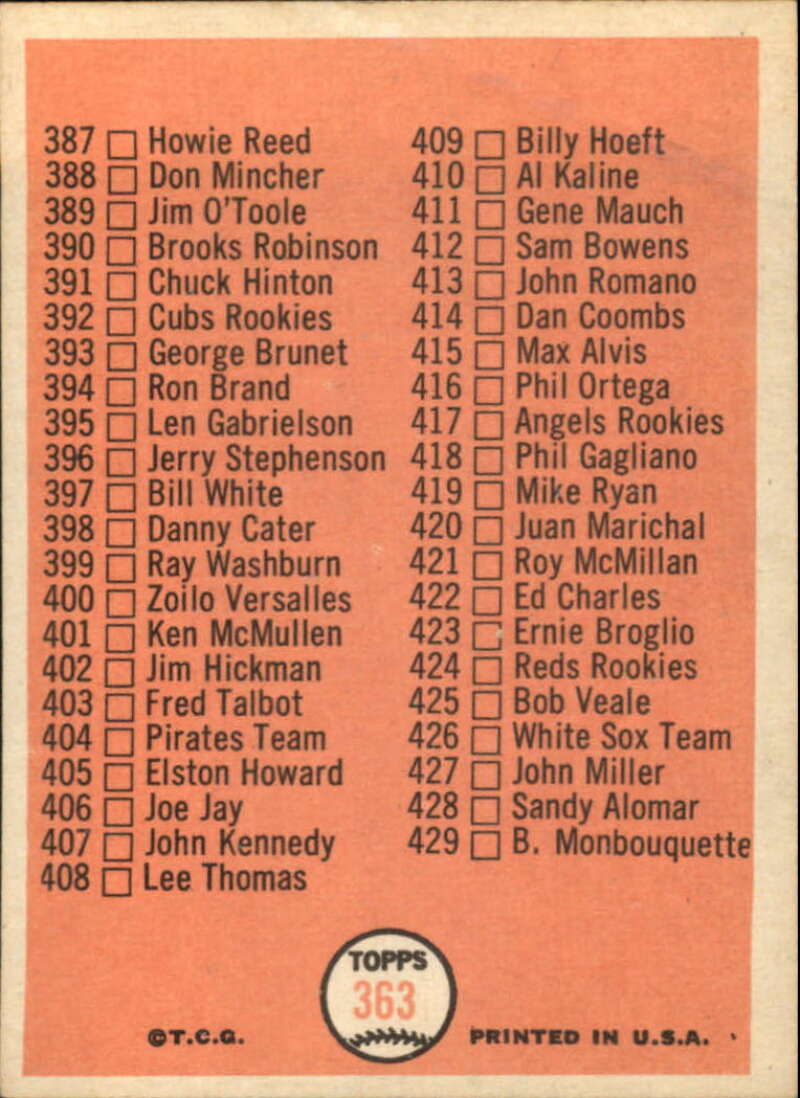 387 Howie Reed
388 Don Mincher
389 Jim O'Toole
390 Brooks Robinson
391 Chuck Hinton
392 Cubs Rookies
393 George Brunet
394 Ron Brand
395 Len Gabrielson
396 Jerry Stephenson
397 Bill White
398 Danny Cater
399 Ray Washburn
400 Zoilo Versalles
401 Ken McMullen
402 Jim Hickman
403 Fred Talbot
404 Pirates Team
405 Elston Howard
406 Joe Jay
407 John Kennedy
408 Lee Thomas
409 Billy Hoeft
410 Al Kaline
411 Gene Mauch
412 Sam Bowens
413 John Romano
414 Dan Coombs
415 Max Alvis
416 Phil Ortega
417 Angels Rookies
418 Phil Gagliano
419 Mike Ryan
420 Juan Marichal
421 Roy McMillan
422 Ed Charles
423 Ernie Broglio
424 Reds Rookies
425 Bob Veale
426 White Sox Team
427 John Miller
428 Sandy Alomar
429 B. Monbouquette
TOPPS
363
©T.C.G.
PRINTED IN U.S.A.